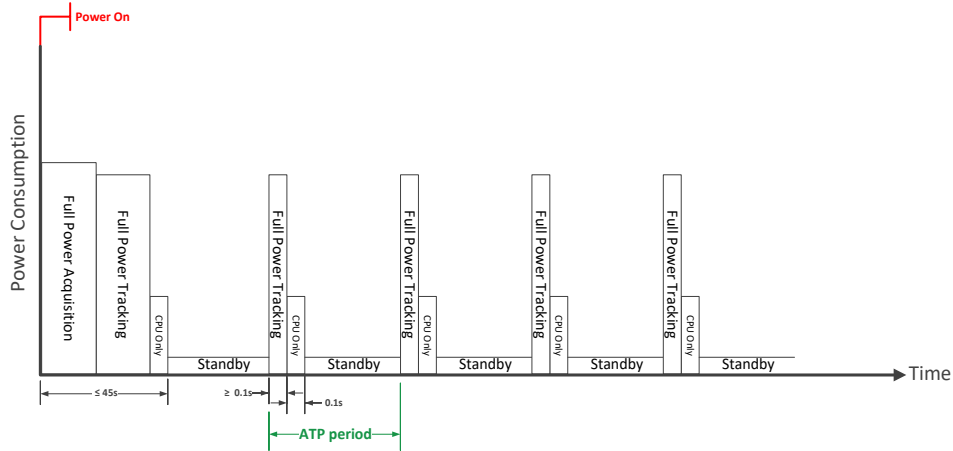 Power On
Power Consumption
Full Power Acquisition
Full Power Tracking
CPU Only
Standby
Full Power Tracking
CPU Only
Standby
Full Power Tracking
CPU Only
Standby
Full Power Tracking
CPU Only
Standby
Full Power Tracking
CPU Only
Standby
Time
≤ 45s
≥ 0.1s
0.1s
ATP period